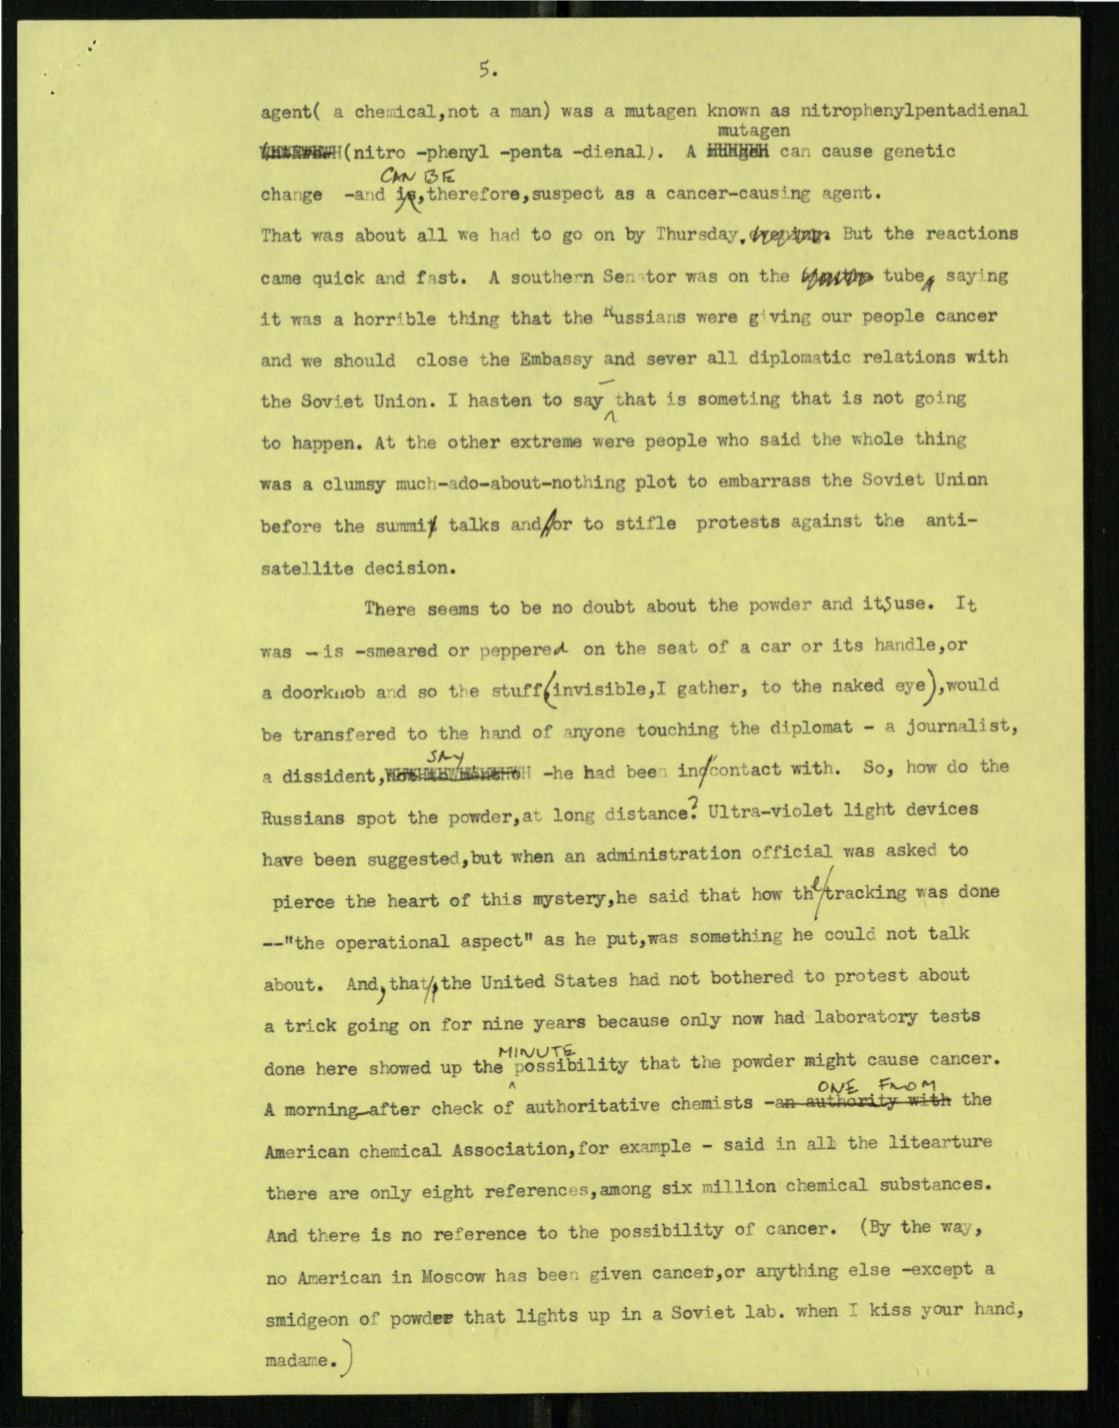 5.
agent( a chemical,not a man) was a mutagen known as nitrophenylpentadienal
mutagen
(nitro -phenyl -penta -dienal). A can cause genetic
CAN BE
change -and is,therefore,suspect as a cancer-causing agent.
That was about all we had to go on by Thursday. But the reactions
came quick and fast. A southern Senator was on the tube, saying
it was a horrible thing that the Russians were giving our people cancer
and we should close the Embassy and sever all diplomatic relations with
the Soviet Union. I hasten to say - that is someting that is not going
to happen. At the other extreme were people who said the whole thing
was a clumsy much-ado-about-nothing plot to embarrass the Soviet Union
before the summit talks and/or to stifle protests against the anti-
satellite decision.
There seems to be no doubt about the powder and itS use. It
was - is -smeared or peppered on the seat of a car or its handle,or
a doorknob and so the stuff(invisible,I gather, to the naked eye),would
be transfered to the hand of anyone touching the diplomat - a journalist,
SAY
a dissident, -he had been in contact with. So, how do the
Russians spot the powder,at long distance? Ultra-violet light devices
have been suggested,but when an administration official was asked to
pierce the heart of this mystery,he said that how the tracking was done
--"the operational aspect" as he put,was something he could not talk
about. And, that, the United States had not bothered to protest about
a trick going on for nine years because only now had laboratory tests
MINUTE
done here showed up the possibility that the powder might cause cancer.
ONE FROM
A morning-after check of authoritative chemists -an authority with the
American chemical Association,for example - said in all the litearture
there are only eight references,among six million chemical substances.
And there is no reference to the possibility of cancer. (By the way,
no American in Moscow has been given cancer,or anything else -except a
smidgeon of powder that lights up in a Soviet lab. when I kiss your hand,
madame.)